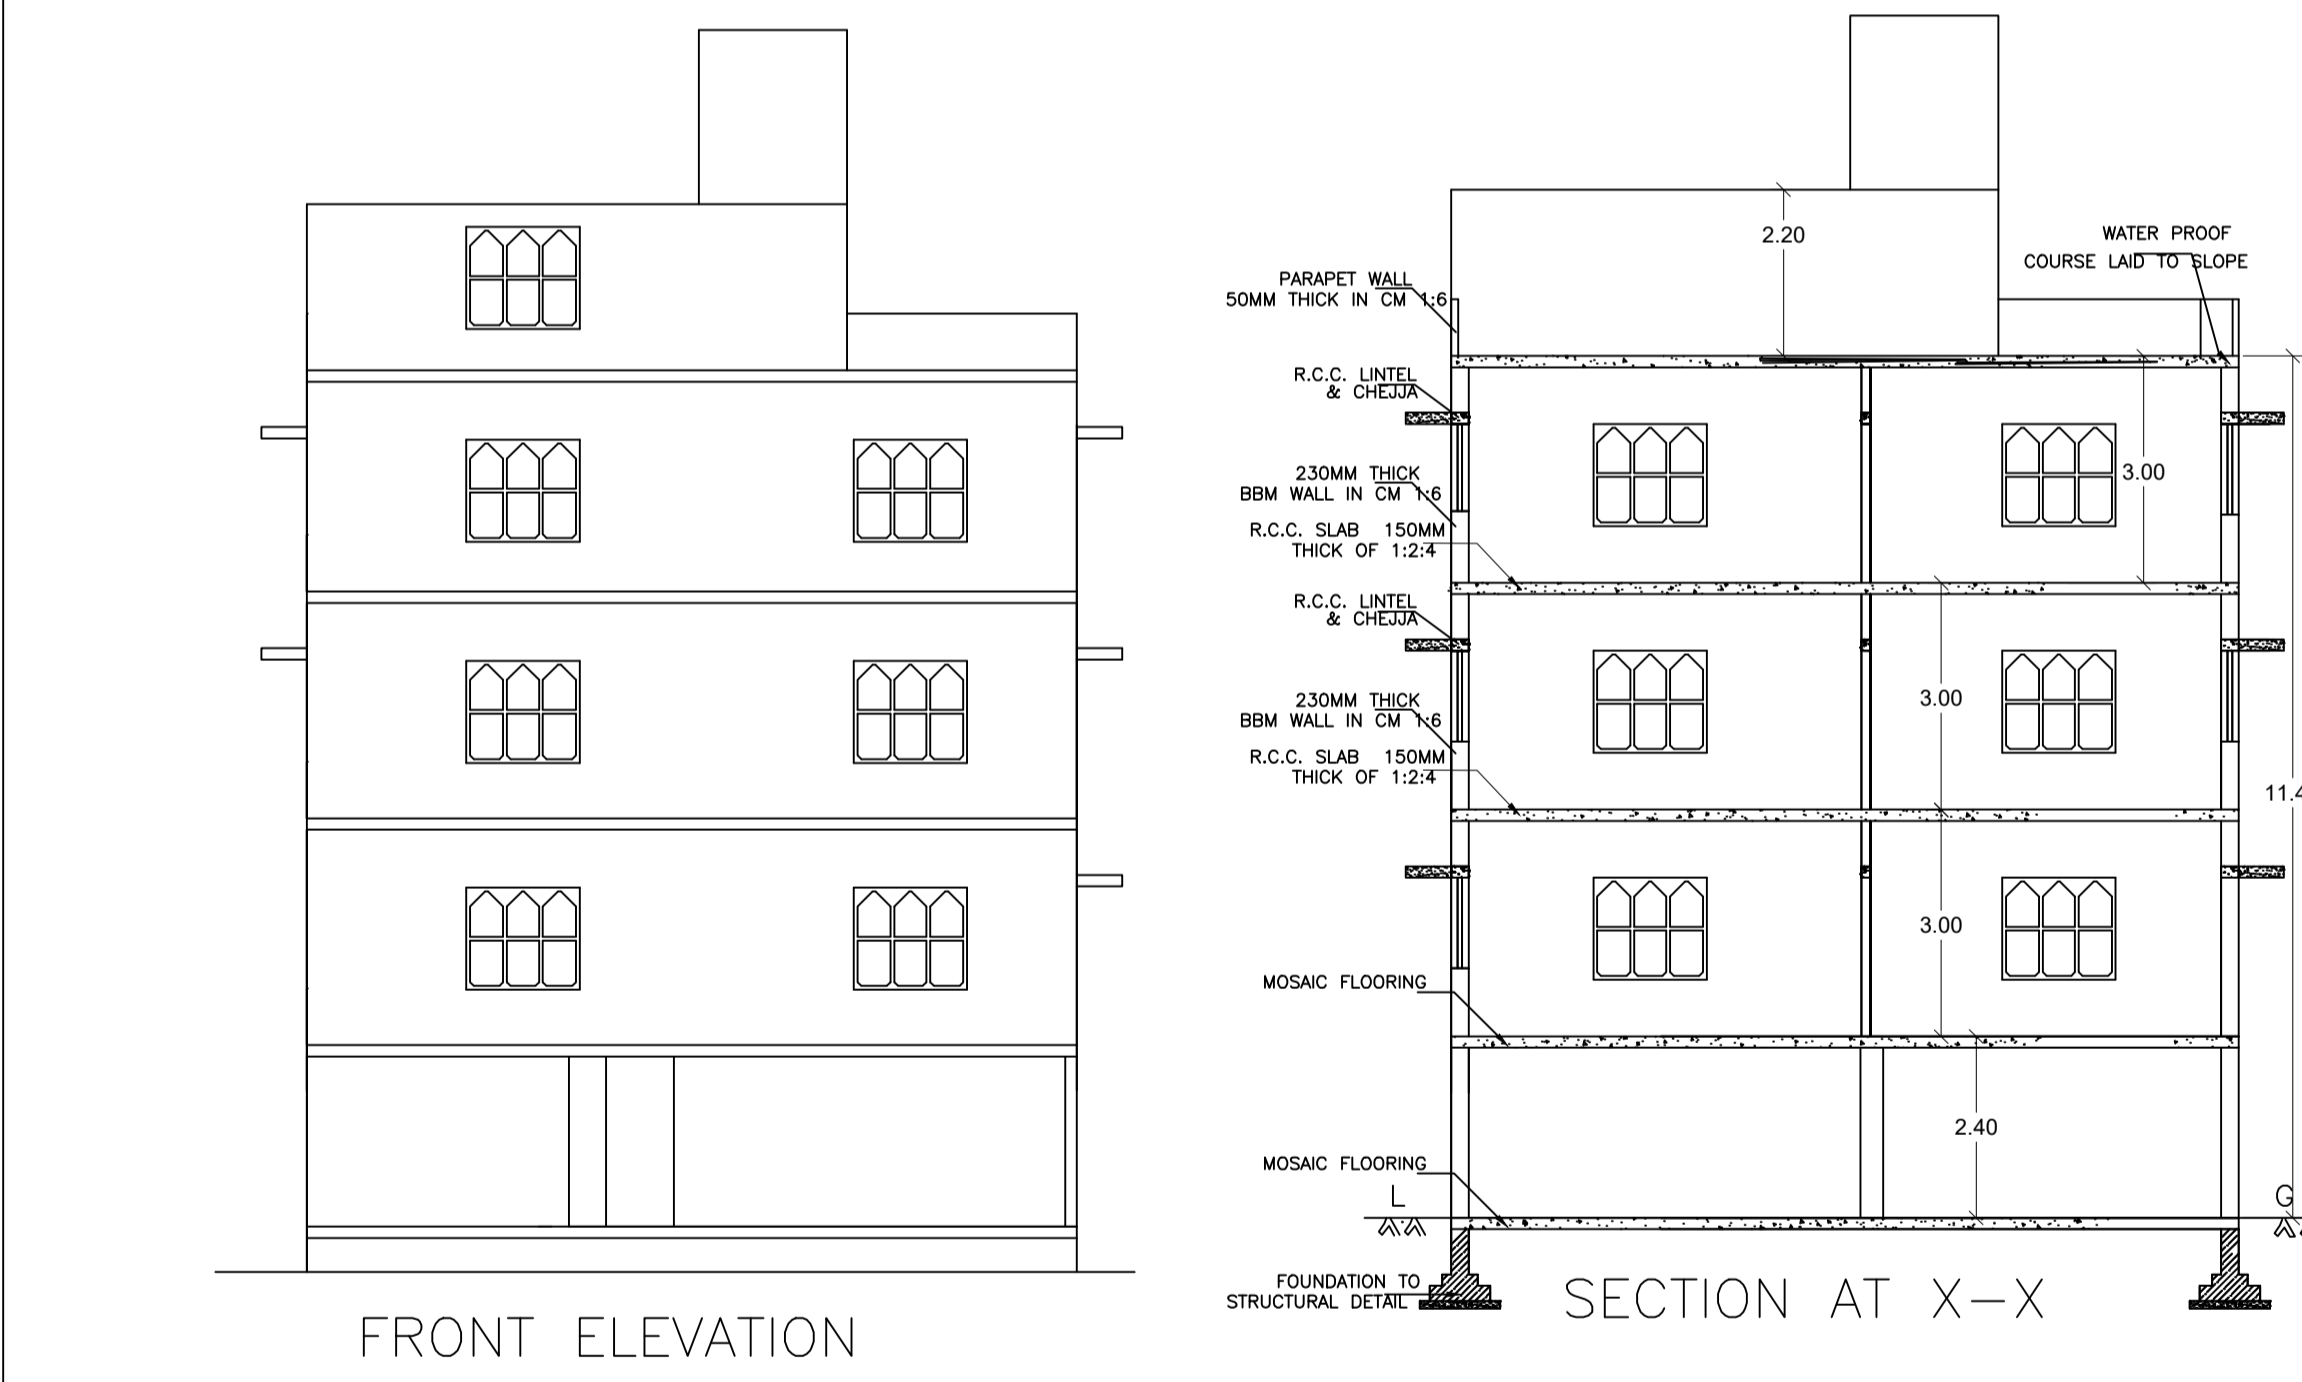 2.20
WATER PROOF
COURSE LAID TO SLOPE
PARAPET WALL
50MM THICK IN CM 1:6
R.C.C. LINTEL
& CHEJJA
230MM THICK
BBM WALL IN CM 1:6
3.00
R.C.C. SLAB 150MM
THICK OF 1:2:4
R.C.C. LINTEL
& CHEJJA
230MM THICK
BBM WALL IN CM 1:6
3.00
R.C.C. SLAB 150MM
THICK OF 1:2:4
11.4
3.00
MOSAIC FLOORING
2.40
MOSAIC FLOORING
L
G
FOUNDATION TO
STRUCTURAL DETAIL
SECTION AT X-X
FRONT ELEVATION